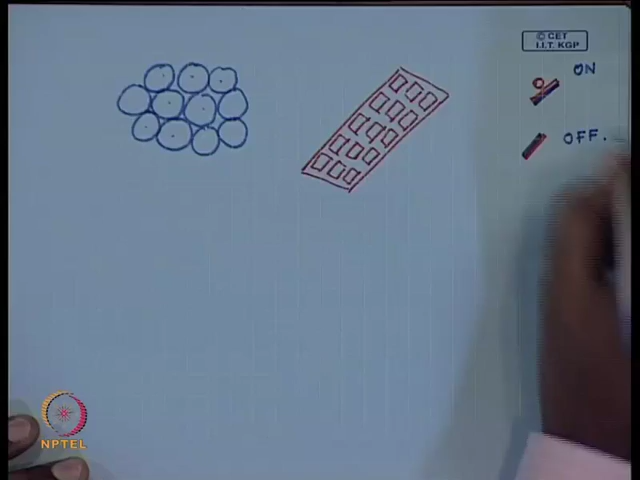 © CET
I.I.T. KGP
ON
OFF.
NPTEL